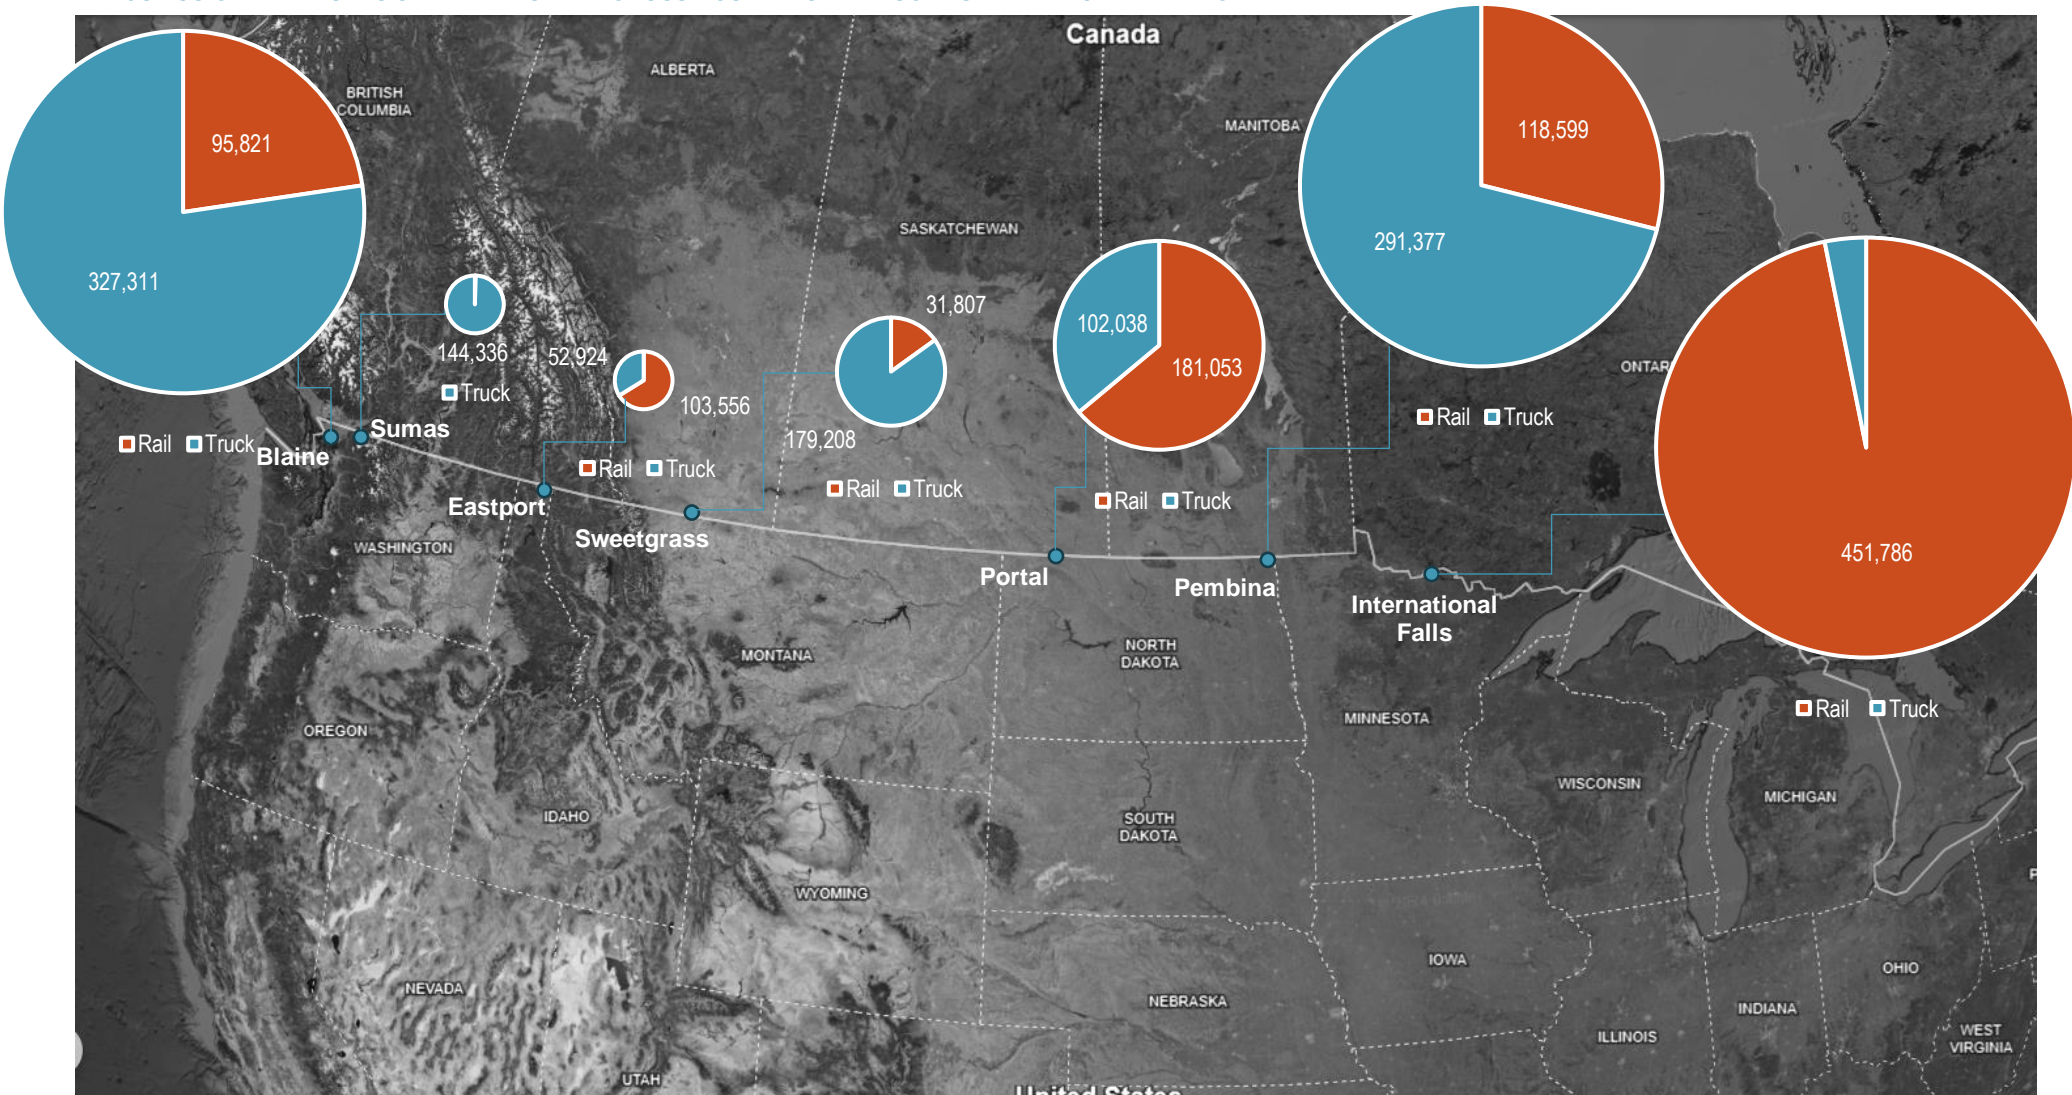 Canada
ALBERTA
BRITISH
COLUMBIA
MANITOBA
SASKATCHEWAN
95,821
327,311
Rail Truck
Blaine
144,336
Truck
Sumas
52,924
103,556
Rail Truck
Eastport
31,807
179,208
Rail Truck
Sweetgrass
102,038
181,053
Rail Truck
Portal
118,599
291,377
Rail Truck
Pembina
451,786
Rail Truck
International
Falls
WASHINGTON
MONTANA
NORTH
DAKOTA
MINNESOTA
OREGON
IDAHO
SOUTH
DAKOTA
WISCONSIN
MICHIGAN
WYOMING
IOWA
NEVADA
NEBRASKA
OHIO
INDIANA
ILLINOIS
WEST
VIRGINIA
UTAH
United States